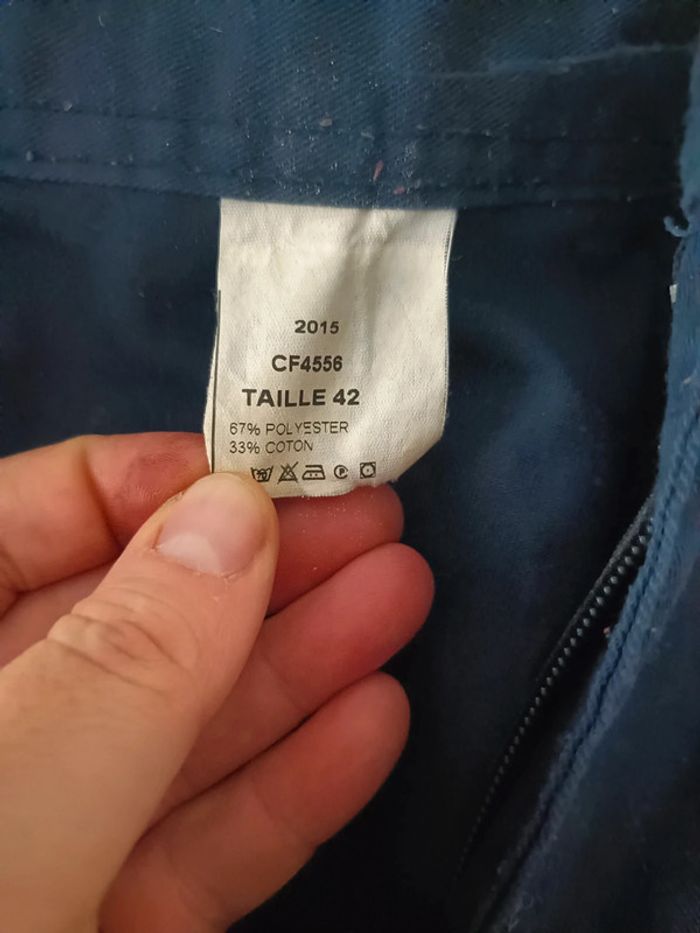 2015
CF4556
TAILLE 42
67% POLYESTER
33% COTON